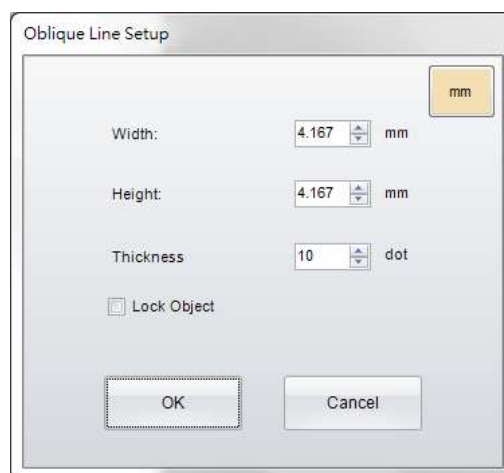 Oblique Line Setup
mm
Width: 4.167 mm
Height: 4.167 mm
Thickness 10 dot
Lock Object
OK Cancel